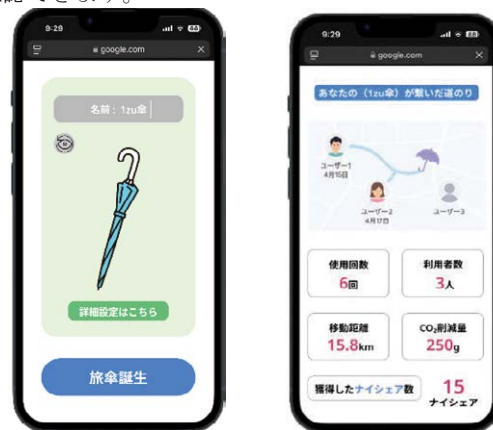 9:29
google.com
名前：1zu傘
詳細設定はこちら
旅傘誕生
9:29
google.com
あなたの（1zu傘）が繋いだ道のり
ユーザー1
4月15日
ユーザー2
4月17日
ユーザー3
使用回数
6回
利用者数
3人
移動距離
15.8km
CO₂削減量
250g
獲得したナイシェア数
15
ナイシェア